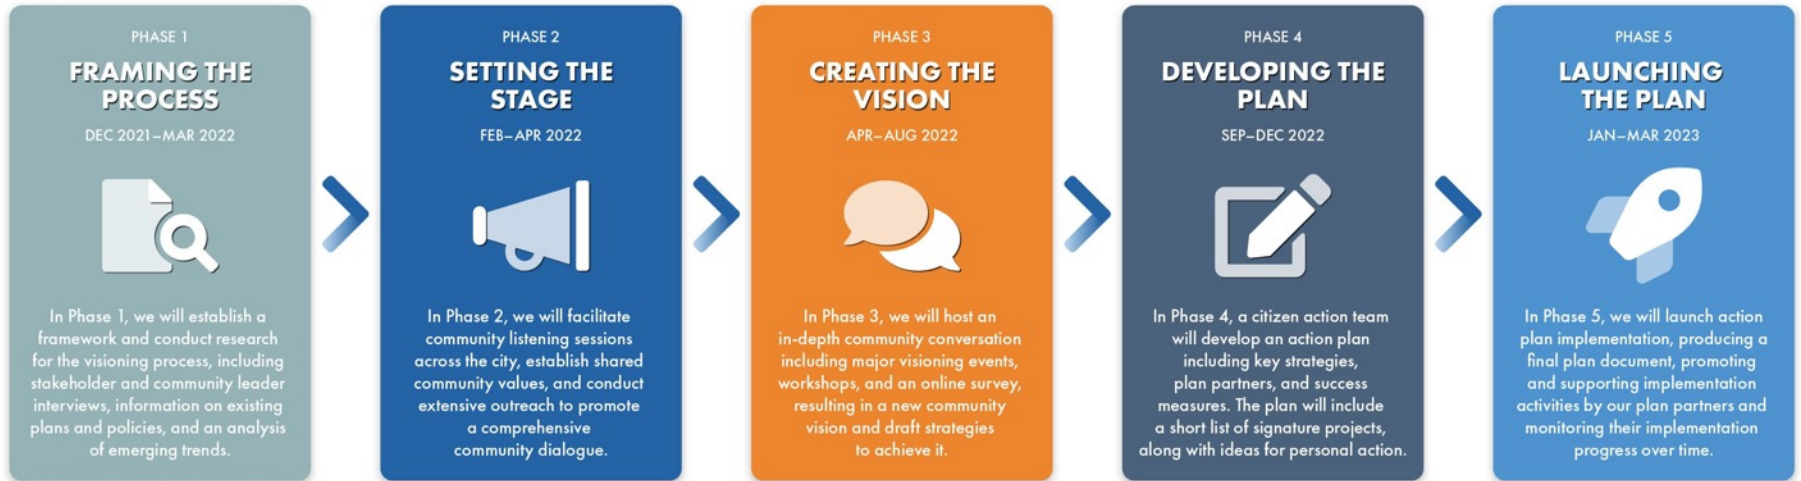 PHASE 1
FRAMING THE
PROCESS
DEC 2021–MAR 2022
In Phase 1, we will establish a
framework and conduct research
for the visioning process, including
stakeholder and community leader
interviews, information on existing
plans and policies, and an analysis
of emerging trends.
PHASE 2
SETTING THE
STAGE
FEB–APR 2022
In Phase 2, we will facilitate
community listening sessions
across the city, establish shared
community values, and conduct
extensive outreach to promote
a comprehensive
community dialogue.
PHASE 3
CREATING THE
VISION
APR–AUG 2022
In Phase 3, we will host an
in-depth community conversation
including major visioning events,
workshops, and an online survey,
resulting in a new community
vision and draft strategies
to achieve it.
PHASE 4
DEVELOPING THE
PLAN
SEP–DEC 2022
In Phase 4, a citizen action team
will develop an action plan
including key strategies,
plan partners, and success
measures. The plan will include
a short list of signature projects,
along with ideas for personal action.
PHASE 5
LAUNCHING
THE PLAN
JAN–MAR 2023
In Phase 5, we will launch action
plan implementation, producing a
final plan document, promoting
and supporting implementation
activities by our plan partners and
monitoring their implementation
progress over time.